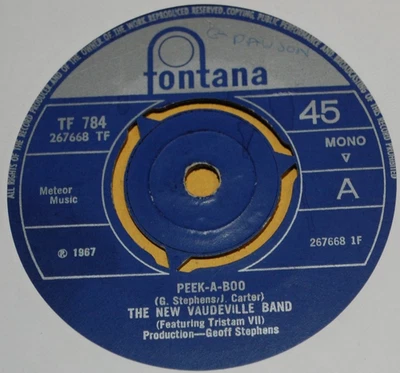 ALL RIGHTS OF THE RECORD PRODUCER AND OF THE OWNER OF THE WORK REPRODUCED RESERVED. COPYING, PUBLIC PERFORMANCE AND BROADCASTING OF THIS RECORD PROHIBITED
G RAWSON
fontana
TF 784
267668 TF
45
MONO
Meteor
Music
A
℗ 1967
267668 1F
PEEK-A-BOO
(G. Stephens/J. Carter)
THE NEW VAUDEVILLE BAND
(Featuring Tristam VII)
Production—Geoff Stephens